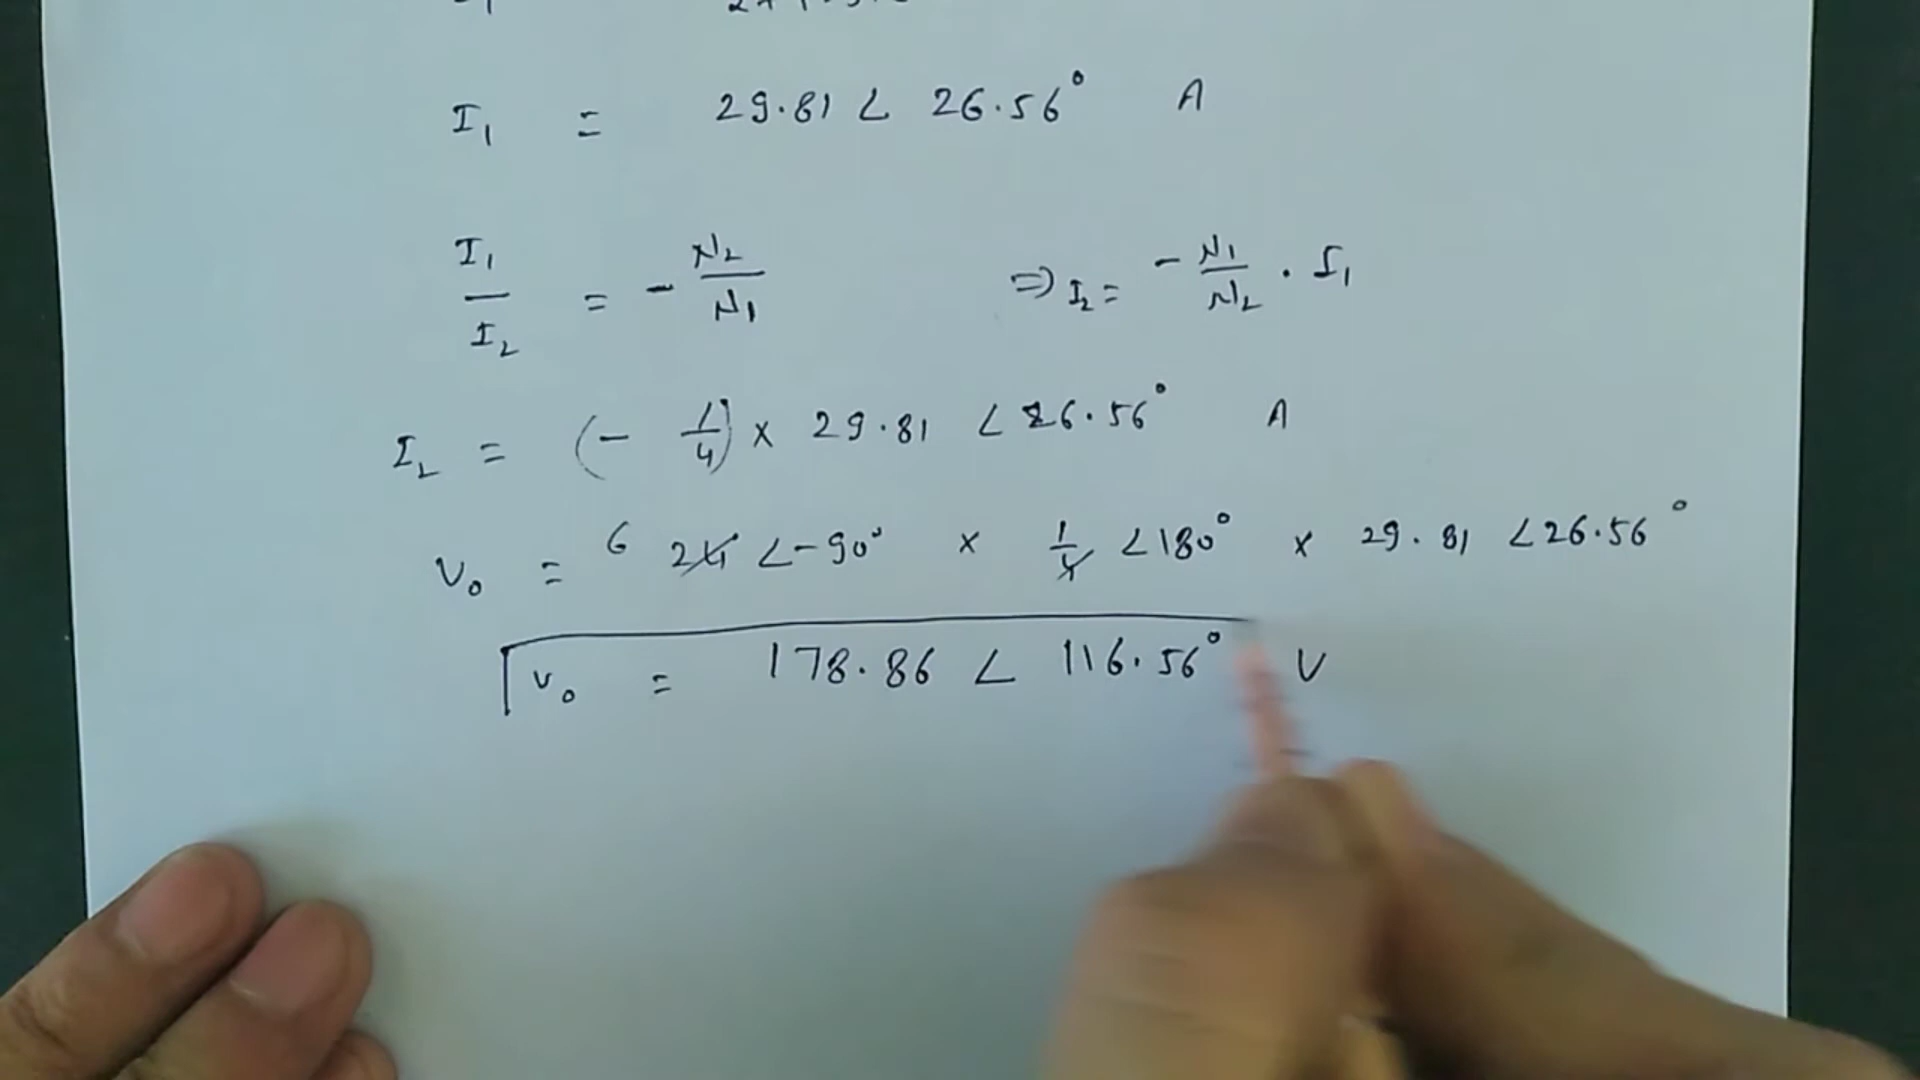 I₁ = 29.81 ∠ 26.56° A
I₁ / I₂ = - N₂ / N₁ ⇒ I₂ = - N₁ / N₂ . I₁
I₂ = (- 1/4) × 29.81 ∠ 26.56° A
V₀ = 6 24 ∠-90° × 1/4 ∠180° × 29.81 ∠26.56°
V₀ = 178.86 ∠ 116.56° V